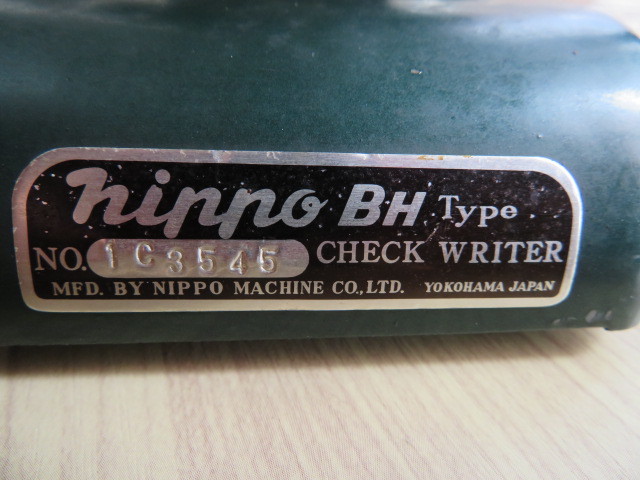 nippo BH Type.
NO. 1C3545 CHECK WRITER
MFD. BY NIPPO MACHINE CO., LTD. YOKOHAMA JAPAN